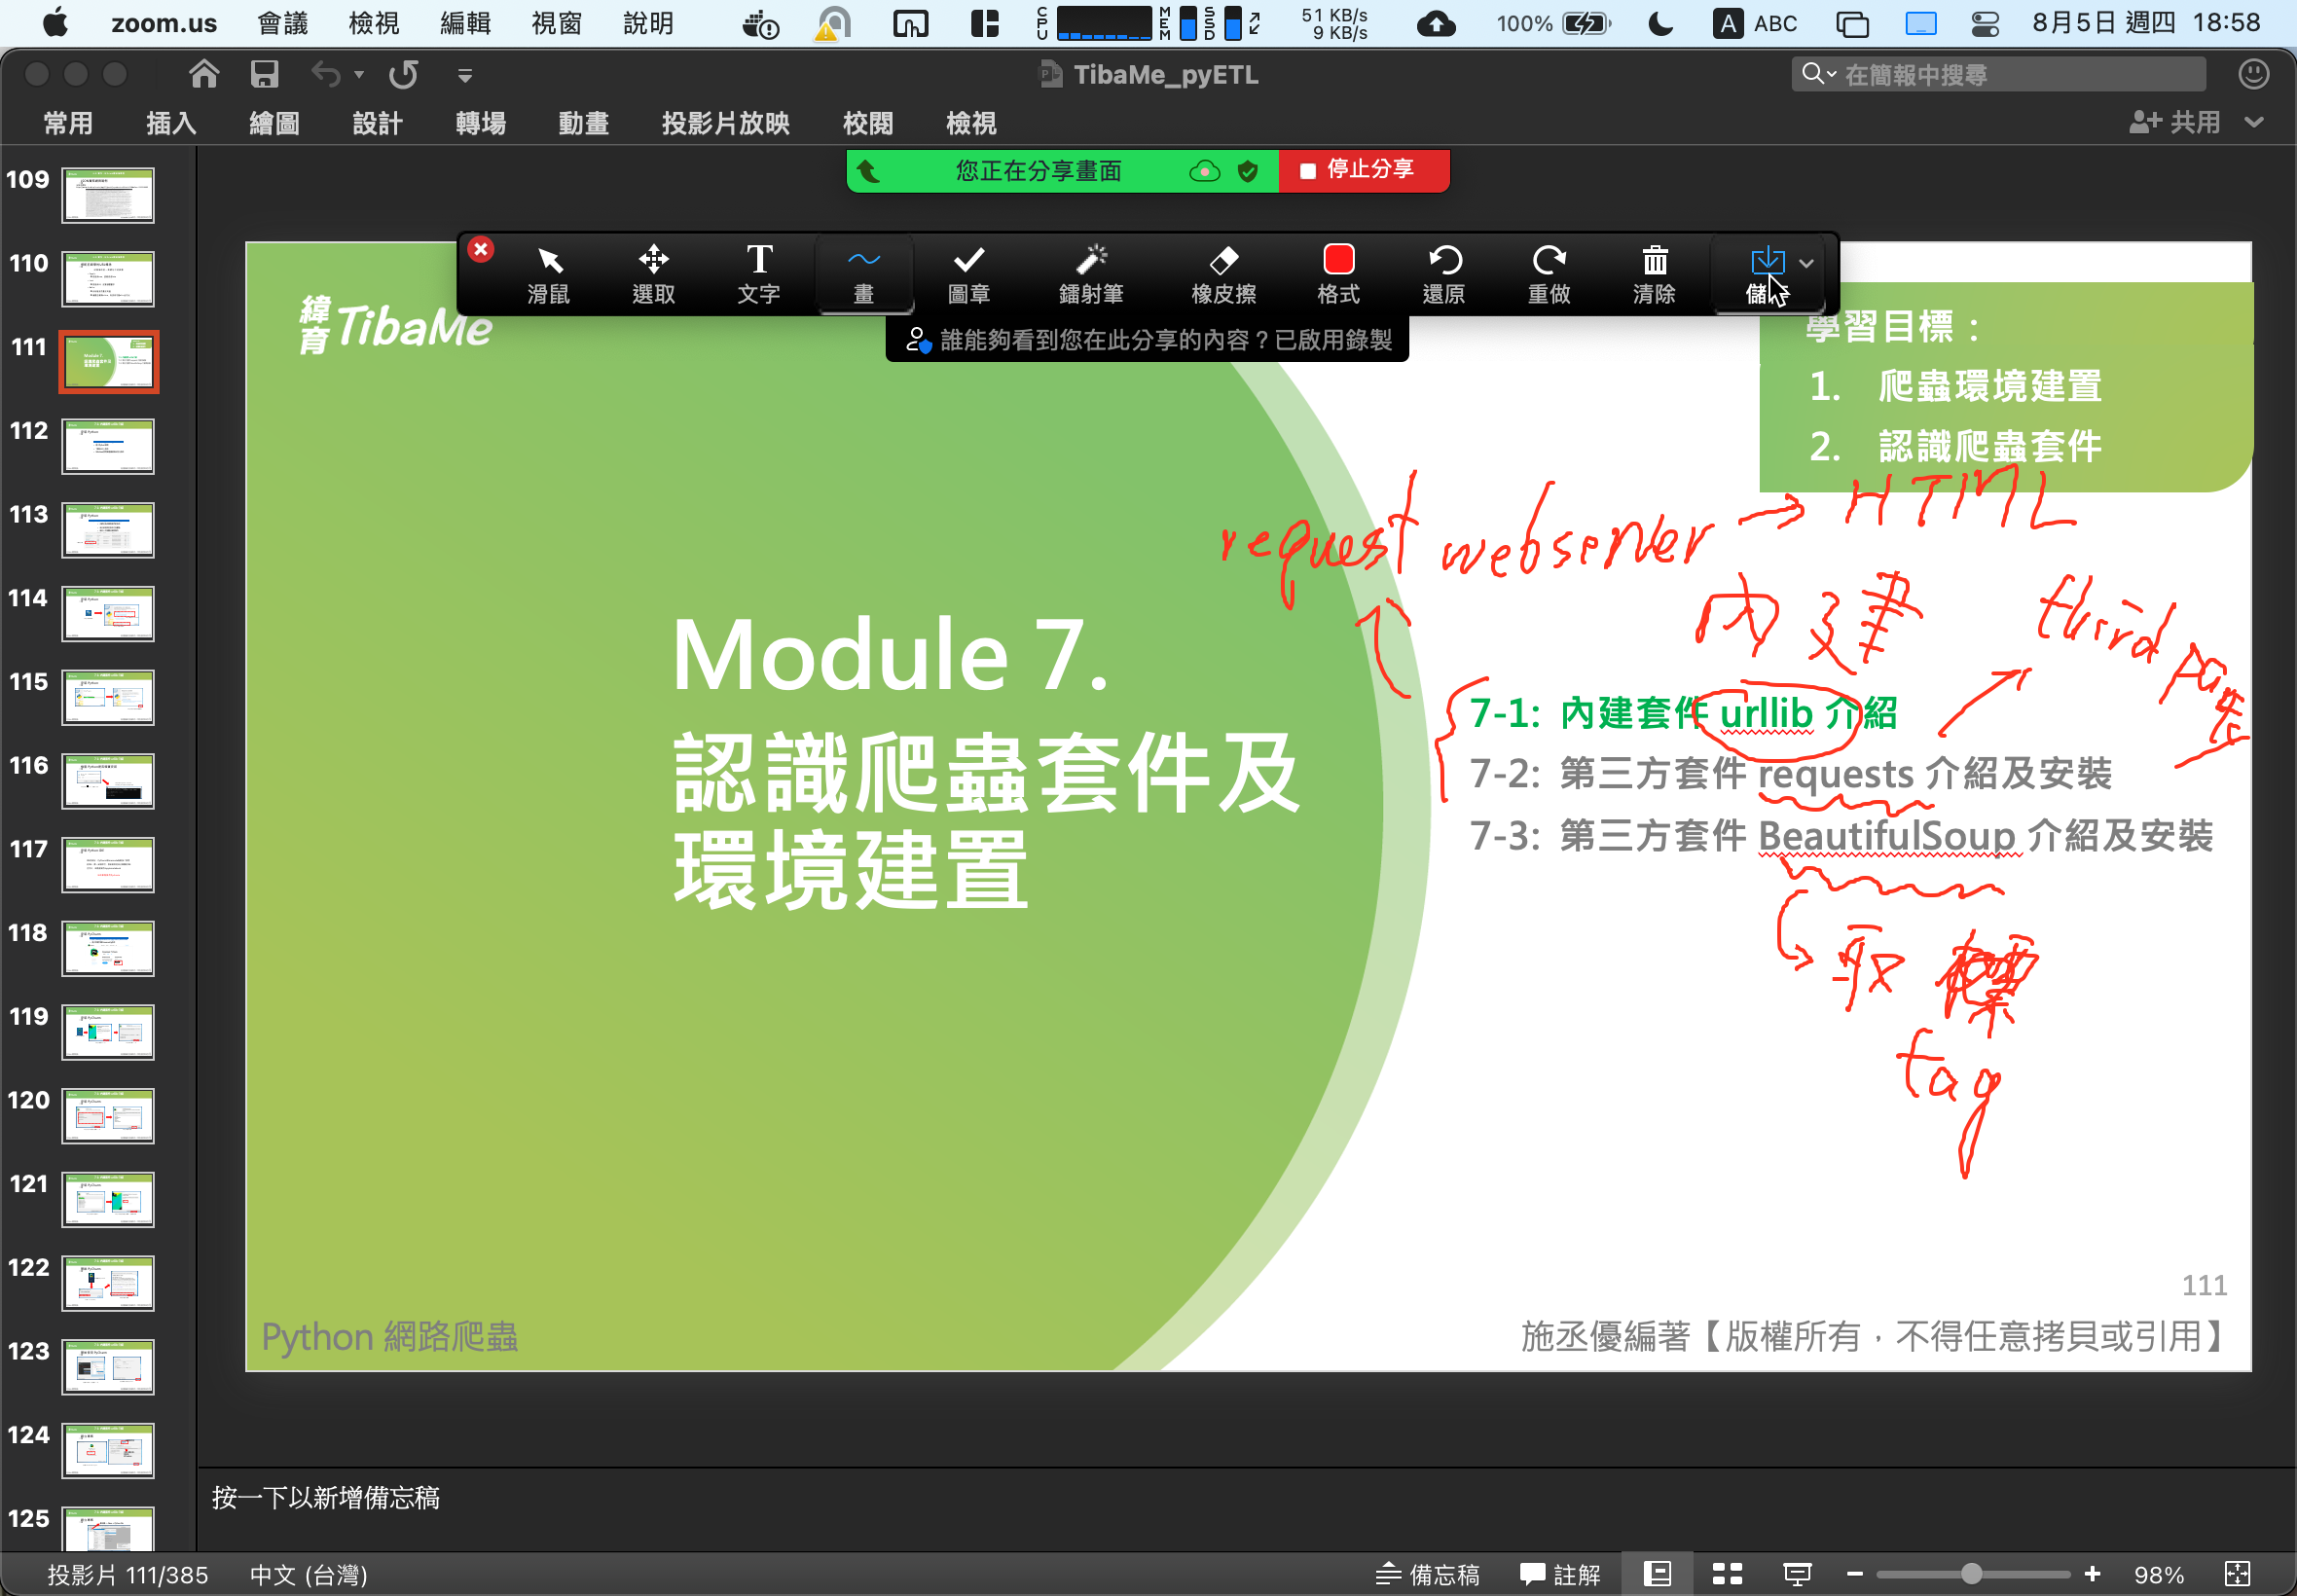 zoom.us 會議 檢視 編輯 視窗 說明 CPU MEM SSD 51 KB/s 9 KB/s 100% A ABC 8月5日 週四 18:58
TibaMe_pyETL 在簡報中搜尋
常用 插入 繪圖 設計 轉場 動畫 投影片放映 校閱 檢視 共用
您正在分享畫面 停止分享
滑鼠 選取 文字 畫 圖章 鐳射筆 橡皮擦 格式 還原 重做 清除
誰能夠看到您在此分享的內容？已啟用錄製
109
110
111
112
113
114
115
116
117
118
119
120
121
122
123
124
125
緯育 TibaMe
學習目標：
1. 爬蟲環境建置
2. 認識爬蟲套件
request webserver → HTML
內建 third party
Module 7.
認識爬蟲套件及
環境建置
7-1: 內建套件 urllib 介紹
7-2: 第三方套件 requests 介紹及安裝
7-3: 第三方套件 BeautifulSoup 介紹及安裝
取 標
tag
111
Python 網路爬蟲
施丞優編著【版權所有，不得任意拷貝或引用】
按一下以新增備忘稿
投影片 111/385 中文 (台灣) 備忘稿 註解 98%